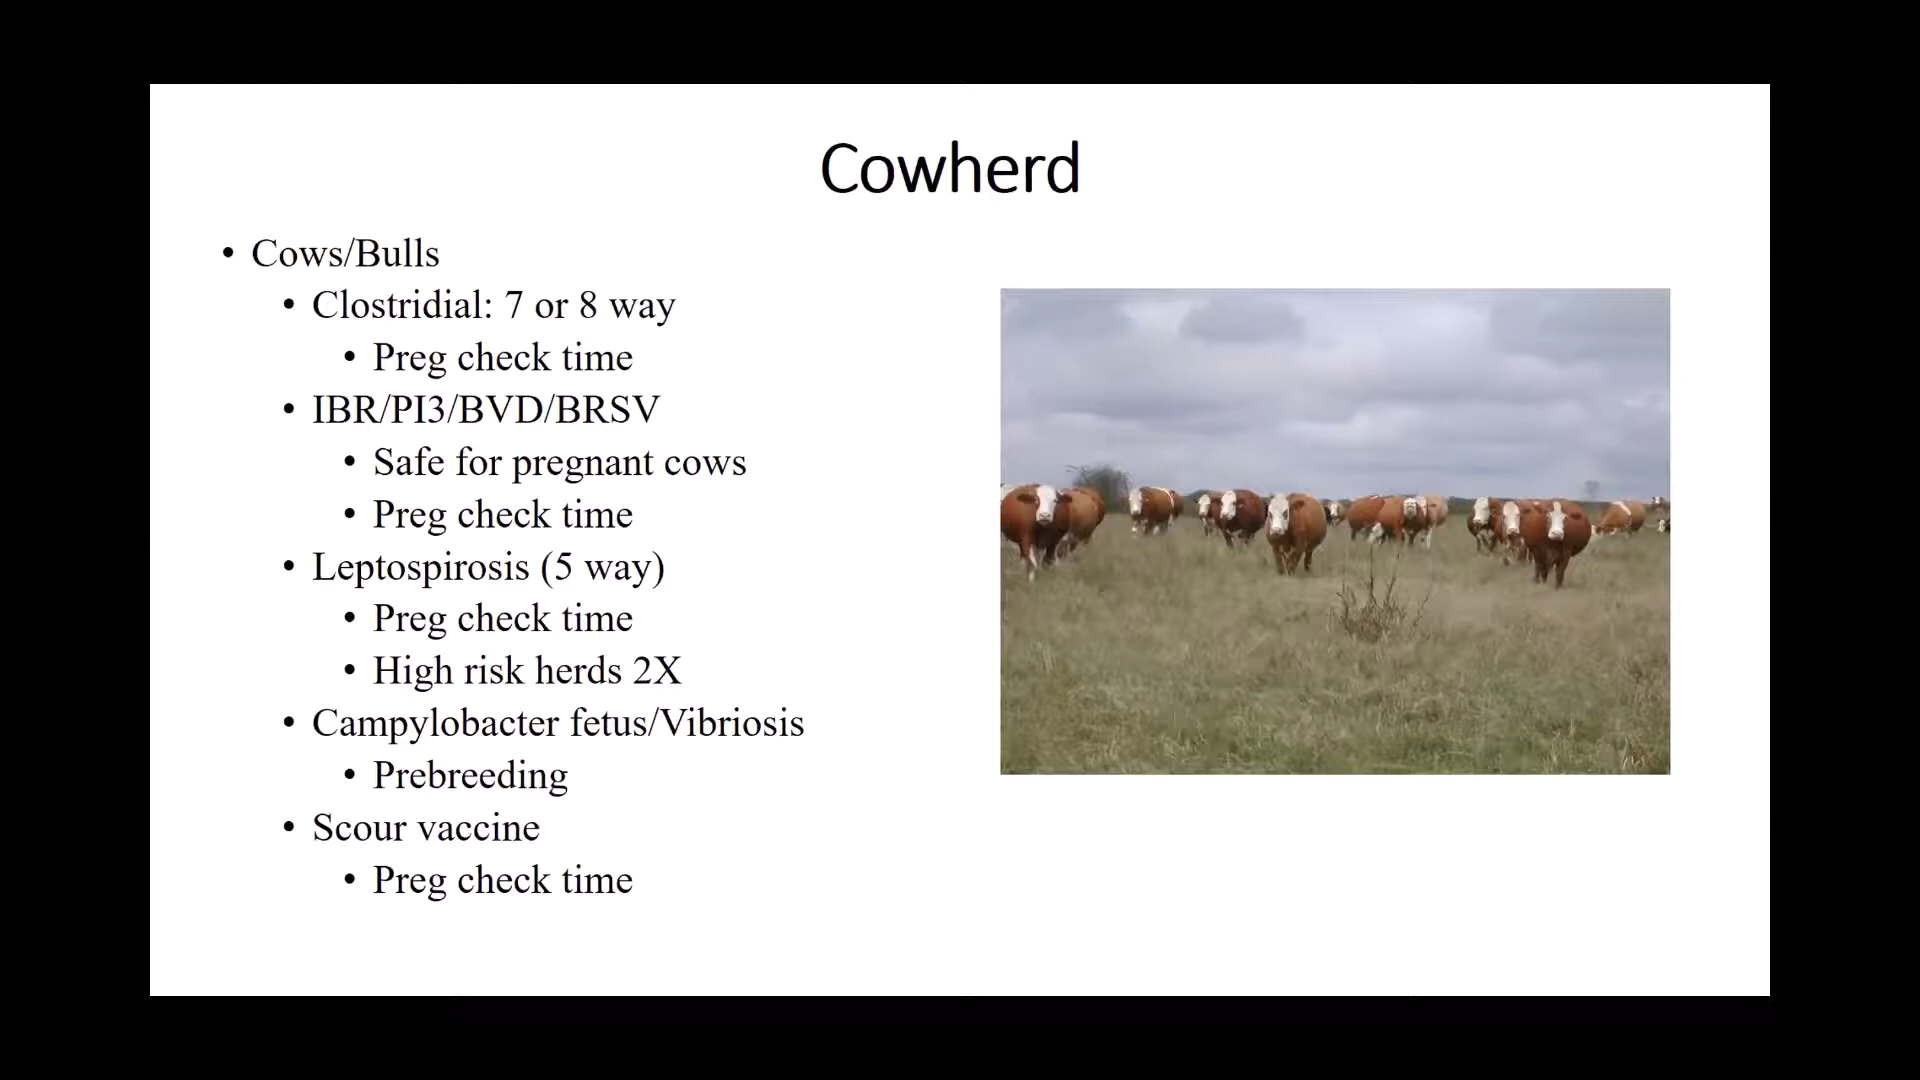 Cowherd
• Cows/Bulls
• Clostridial: 7 or 8 way
• Preg check time
• IBR/PI3/BVD/BRSV
• Safe for pregnant cows
• Preg check time
• Leptospirosis (5 way)
• Preg check time
• High risk herds 2X
• Campylobacter fetus/Vibriosis
• Prebreeding
• Scour vaccine
• Preg check time